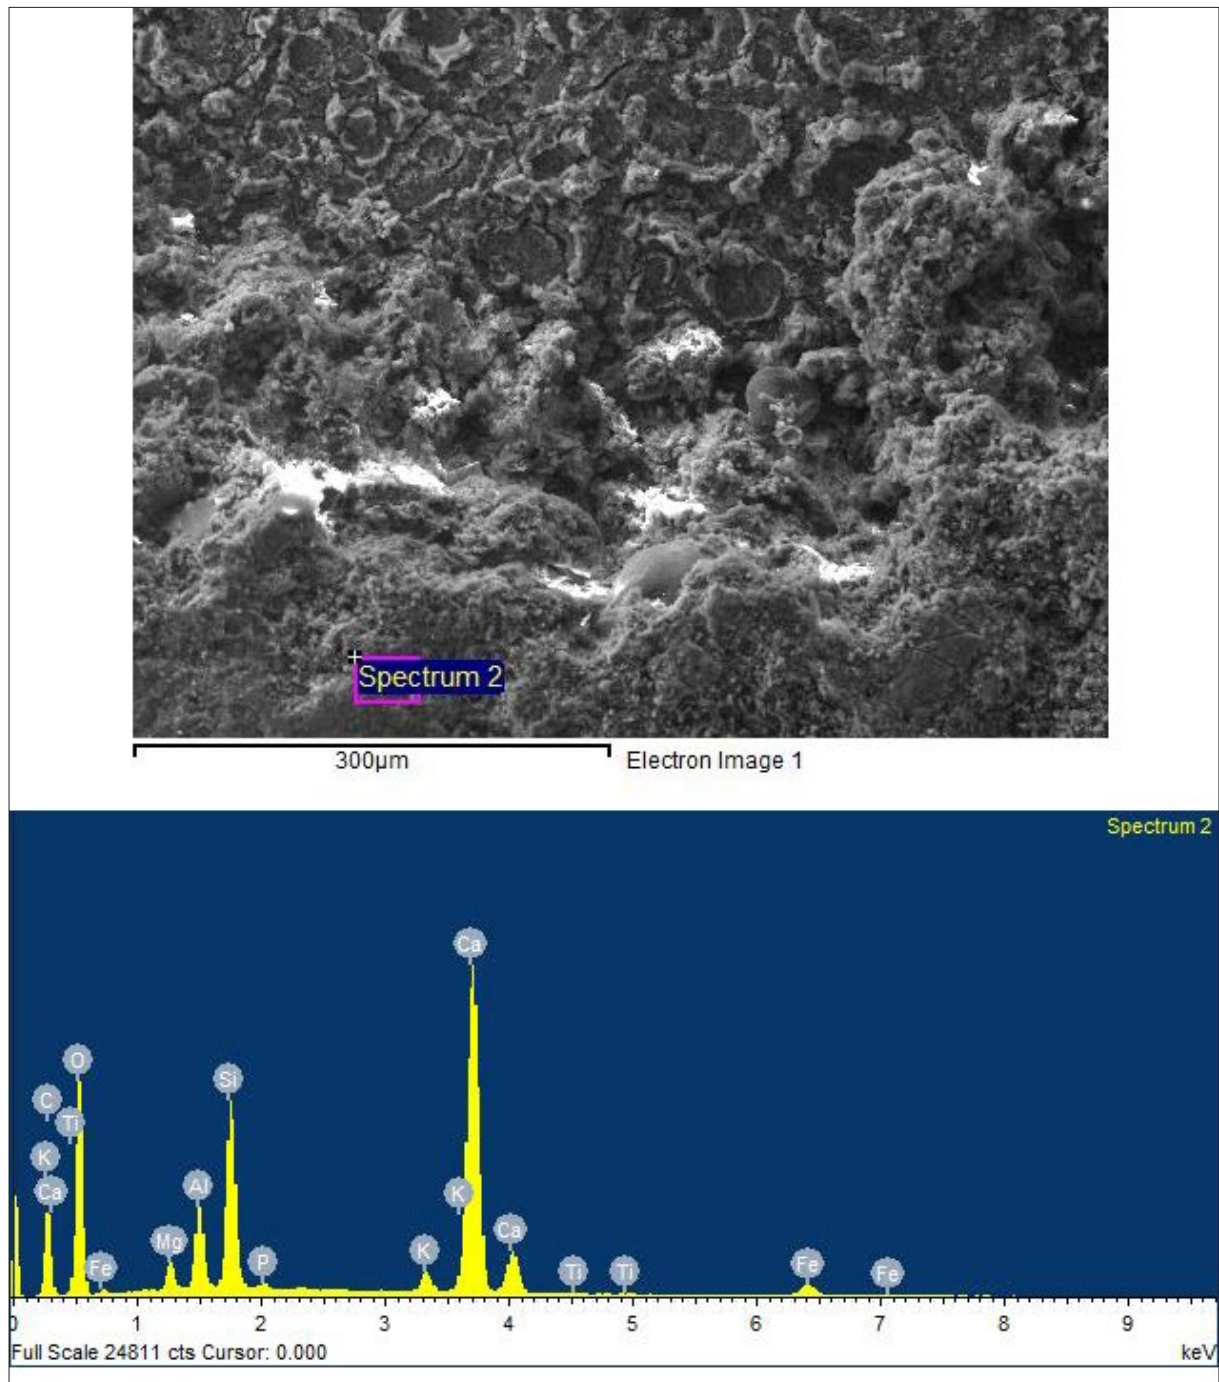 Spectrum 2
300µm
Electron Image 1
Spectrum 2
Ca
O
Si
C
Ti
K
Al
K
Ca
Ca
Mg
K
P
Fe
Ti
Ti
Fe
Fe
0 1 2 3 4 5 6 7 8 9
Full Scale 24811 cts Cursor: 0.000
keV